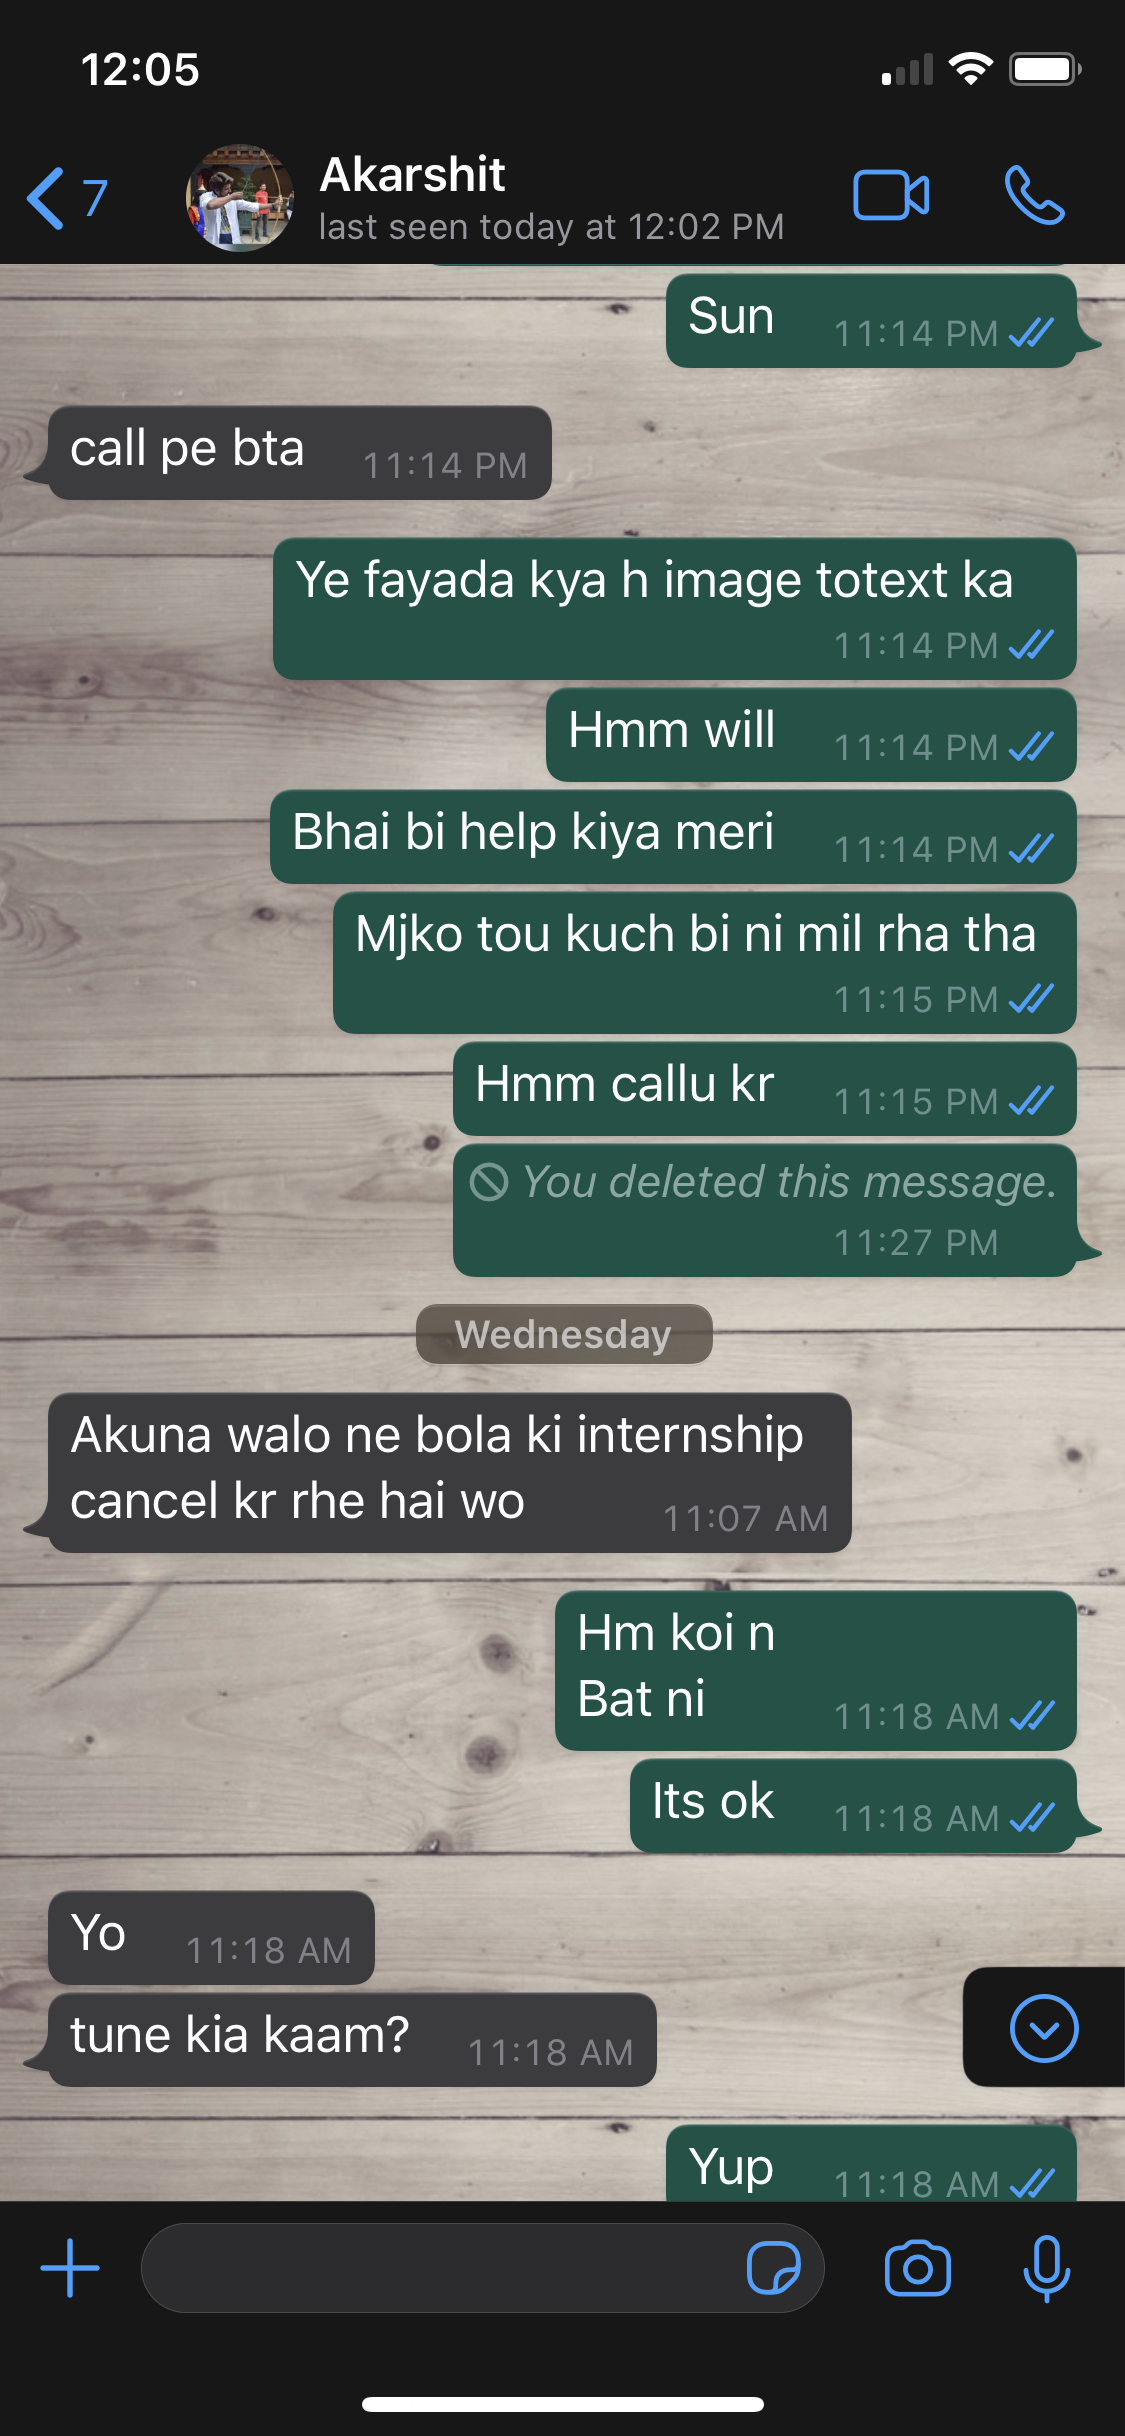 12:05
7
Akarshit
last seen today at 12:02 PM
Sun
11:14 PM
call pe bta
11:14 PM
Ye fayada kya h image totext ka
11:14 PM
Hmm will
11:14 PM
Bhai bi help kiya meri
11:14 PM
Mjko tou kuch bi ni mil rha tha
11:15 PM
Hmm callu kr
11:15 PM
You deleted this message.
11:27 PM
Wednesday
Akuna walo ne bola ki internship
cancel kr rhe hai wo
11:07 AM
Hm koi n
Bat ni
11:18 AM
Its ok
11:18 AM
Yo
11:18 AM
tune kia kaam?
11:18 AM
Yup
11:18 AM